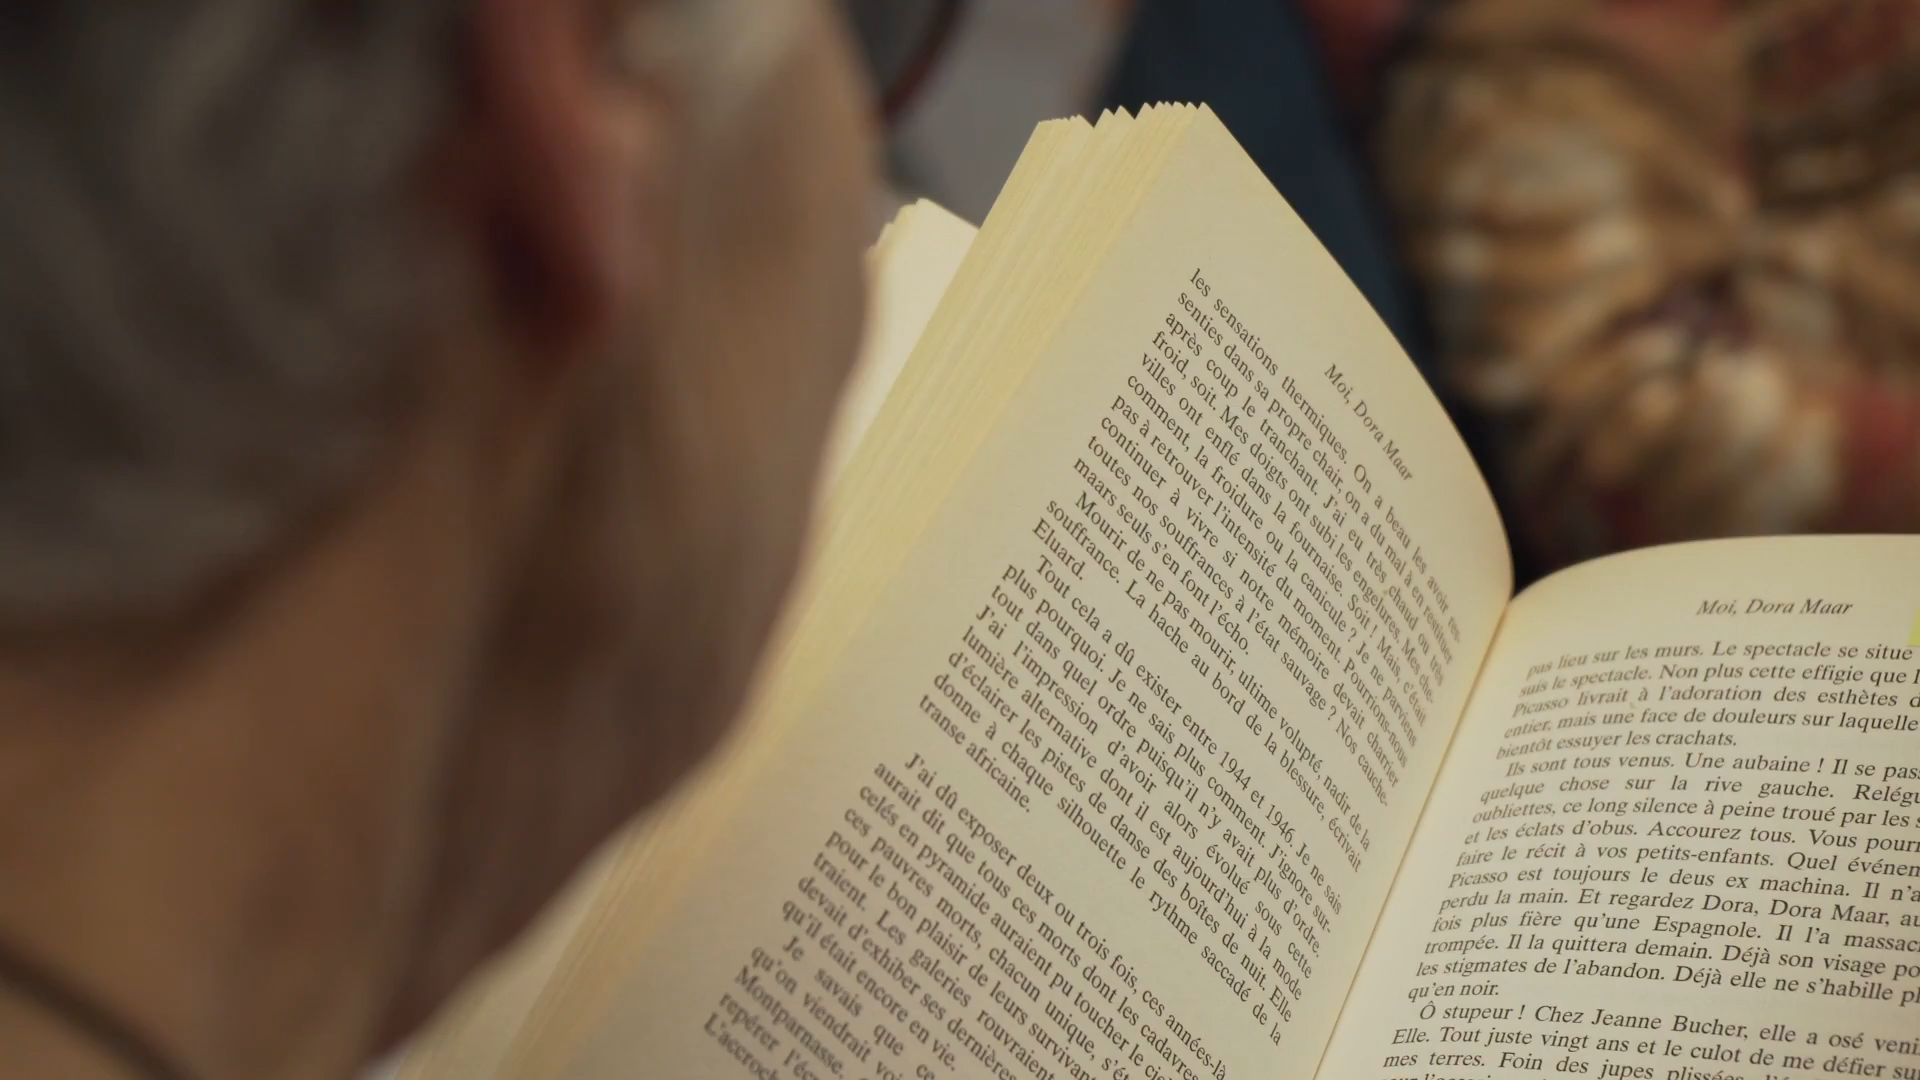 Moi, Dora Maar
les sensations thermiques. On a beau les avoir res-
senties dans sa propre chair, on a du mal à en restituer
après coup le tranchant. J'ai eu très chaud ou très
froid, soit. Mes doigts ont subi les engelures. Mes che-
villes ont enflé dans la fournaise. Soit ! Mais, c'était
comment, la froidure ou la canicule ? Je ne parviens
pas à retrouver l'intensité du moment. Pourrions-nous
continuer à vivre si notre mémoire devait charrier
toutes nos souffrances à l'état sauvage ? Nos cauche-
mars seuls s'en font l'écho.
Mourir de ne pas mourir, ultime volupté, nadir de la
souffrance. La hache au bord de la blessure, écrivait
Eluard.
Tout cela a dû exister entre 1944 et 1946. Je ne sais
plus pourquoi. Je ne sais plus comment. J'ignore sur-
tout dans quel ordre puisqu'il n'y avait plus d'ordre.
J'ai l'impression d'avoir alors évolué sous cette
lumière alternative dont il est aujourd'hui à la mode
d'éclairer les pistes de danse des boîtes de nuit. Elle
donne à chaque silhouette le rythme saccadé de la
transe africaine.
J'ai dû exposer deux ou trois fois, ces années-là
aurait dit que tous ces morts dont les cadavres
celés en pyramide auraient pu toucher le
ces pauvres morts, chacun unique,
pour le bon plaisir de leurs
traient. Les galeries rouvraient
devait d'exhiber ses dernières
qu'il était encore en vie.
Je savais que
qu'on viendrait
Montparnasse.
repérer
Moi, Dora Maar
pas lieu sur les murs. Le spectacle se situe
suis le spectacle. Non plus cette effigie que
Picasso livrait à l'adoration des esthètes
entier, mais une face de douleurs sur laquelle
bientôt essuyer les crachats.
Ils sont tous venus. Une aubaine ! Il se
quelque chose sur la rive gauche.
oubliettes, ce long silence à peine troué par les
et les éclats d'obus. Accourez tous. Vous
faire le récit à vos petits-enfants. Quel
Picasso est toujours le deus ex machina. Il
perdu la main. Et regardez Dora, Dora Maar,
fois plus fière qu'une Espagnole. Il l'a
trompée. Il la quittera demain. Déjà son visage
les stigmates de l'abandon. Déjà elle ne s'habille
qu'en noir.
Ô stupeur ! Chez Jeanne Bucher, elle a osé
Elle. Tout juste vingt ans et le culot de me défier
mes terres. Foin des jupes plissées,